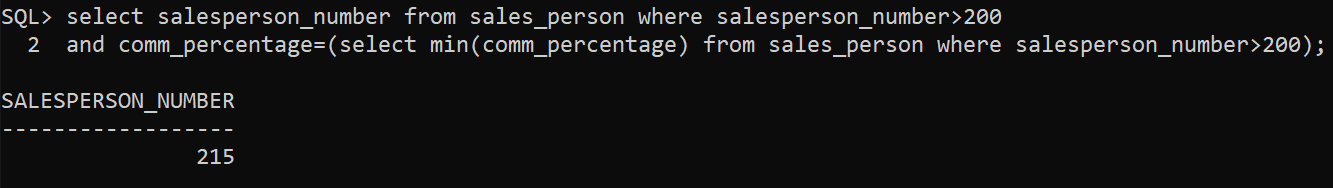 SQL> select salesperson_number from sales_person where salesperson_number>200
  2  and comm_percentage=(select min(comm_percentage) from sales_person where salesperson_number>200);

SALESPERSON_NUMBER
------------------
               215